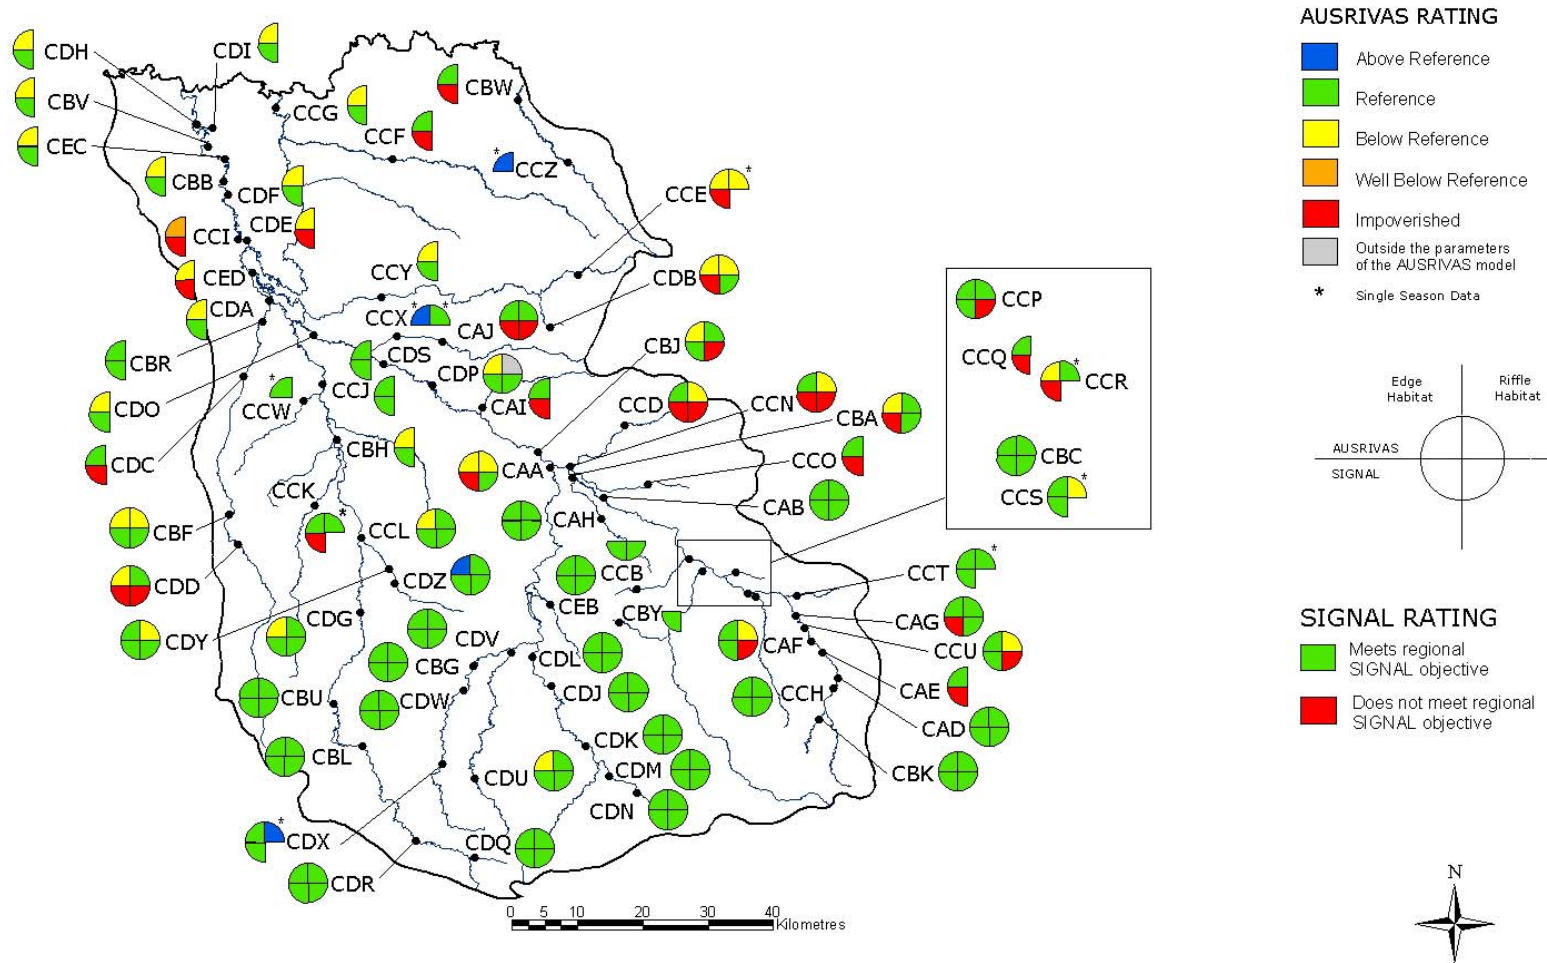 AUSRIVAS RATING
Above Reference
Reference
Below Reference
Well Below Reference
Impoverished
Outside the parameters
of the AUSRIVAS model
* Single Season Data
Edge
Habitat
Riffle
Habitat
AUSRIVAS
SIGNAL
SIGNAL RATING
Meets regional
SIGNAL objective
Does not meet regional
SIGNAL objective
N
CDH
CDI
CBV
CEC
CCG
CBW
CCF
* CCZ
CBB
CDF
CCE *
CCI
CDE
CED
CCY
CDB
CDA
CCX * *
CAJ
CBJ
CBR
CDS
CDP
CCP
CCQ
CCR *
CBC
CCS *
CDO
* CCW
CCJ
CAI
CCD
CCN
CBA
CDC
CBH
CAA
CCO
CCK *
CAB
CBF
CCL
CAH
CDD
CDZ
CCB
CCT *
CDY
CDG
CEB
CBY
CAG
CDV
CAF
CCU
CBG
CDL
CAE
CBU
CDW
CDJ
CCH
CAD
CBL
CDK
CDM
CBK
CDU
CDN
* CDX
CDQ
CDR
0 5 10 20 30 40
Kilometres